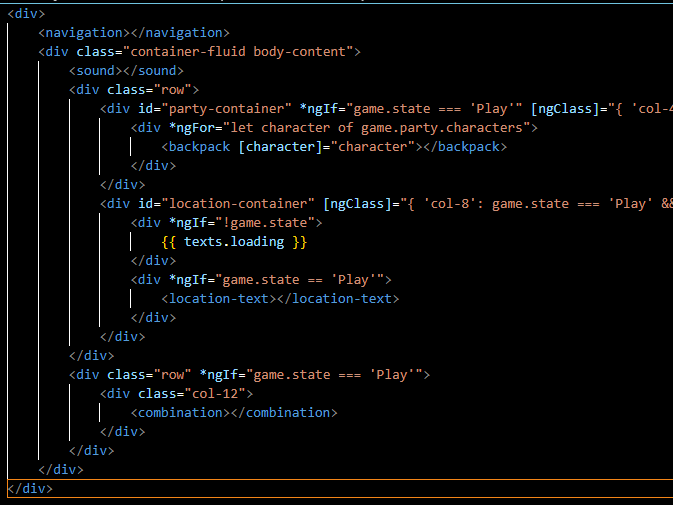 <div>
<navigation></navigation>
<div class="container-fluid body-content">
<sound></sound>
<div class="row">
<div id="party-container" *ngIf="game.state === 'Play'" [ngClass]="{ 'col-4
<div *ngFor="let character of game.party.characters">
<backpack [character]="character"></backpack>
</div>
</div>
<div id="location-container" [ngClass]="{ 'col-8': game.state === 'Play' &&
<div *ngIf="!game.state">
{{ texts.loading }}
</div>
<div *ngIf="game.state == 'Play'">
<location-text></location-text>
</div>
</div>
</div>
<div class="row" *ngIf="game.state === 'Play'">
<div class="col-12">
<combination></combination>
</div>
</div>
</div>
</div>